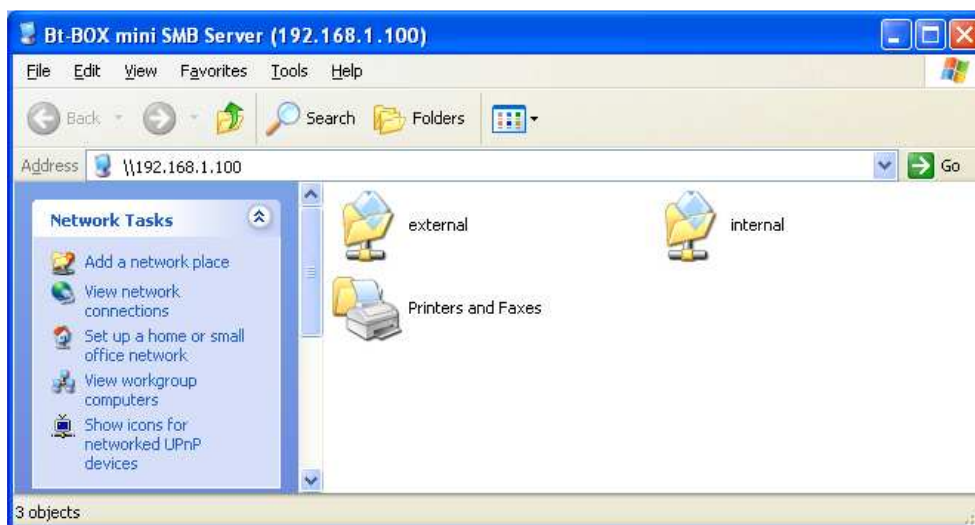 Bt-BOX mini SMB Server (192.168.1.100)
File Edit View Favorites Tools Help
Back Search Folders
Address \\192.168.1.100 Go
Network Tasks
Add a network place
View network
connections
Set up a home or small
office network
View workgroup
computers
Show icons for
networked UPnP
devices
external internal
Printers and Faxes
3 objects